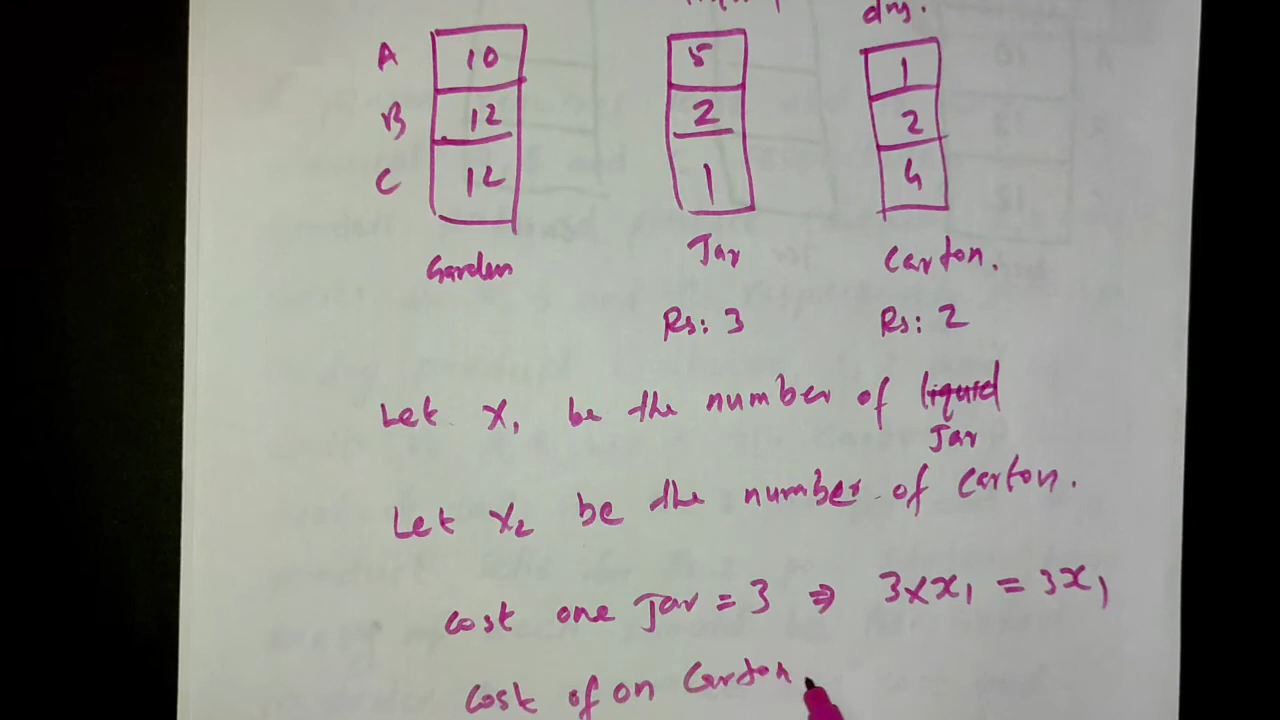 dry.
A 10 5 1
B 12 2 2
C 12 1 4
Garden Jar Carton.
Rs: 3 Rs: 2
Let x₁ be the number of liquid
Jar
Let x₂ be the number of carton.
cost one Jar = 3 ⇒ 3×x₁ = 3x₁
cost of on Carton